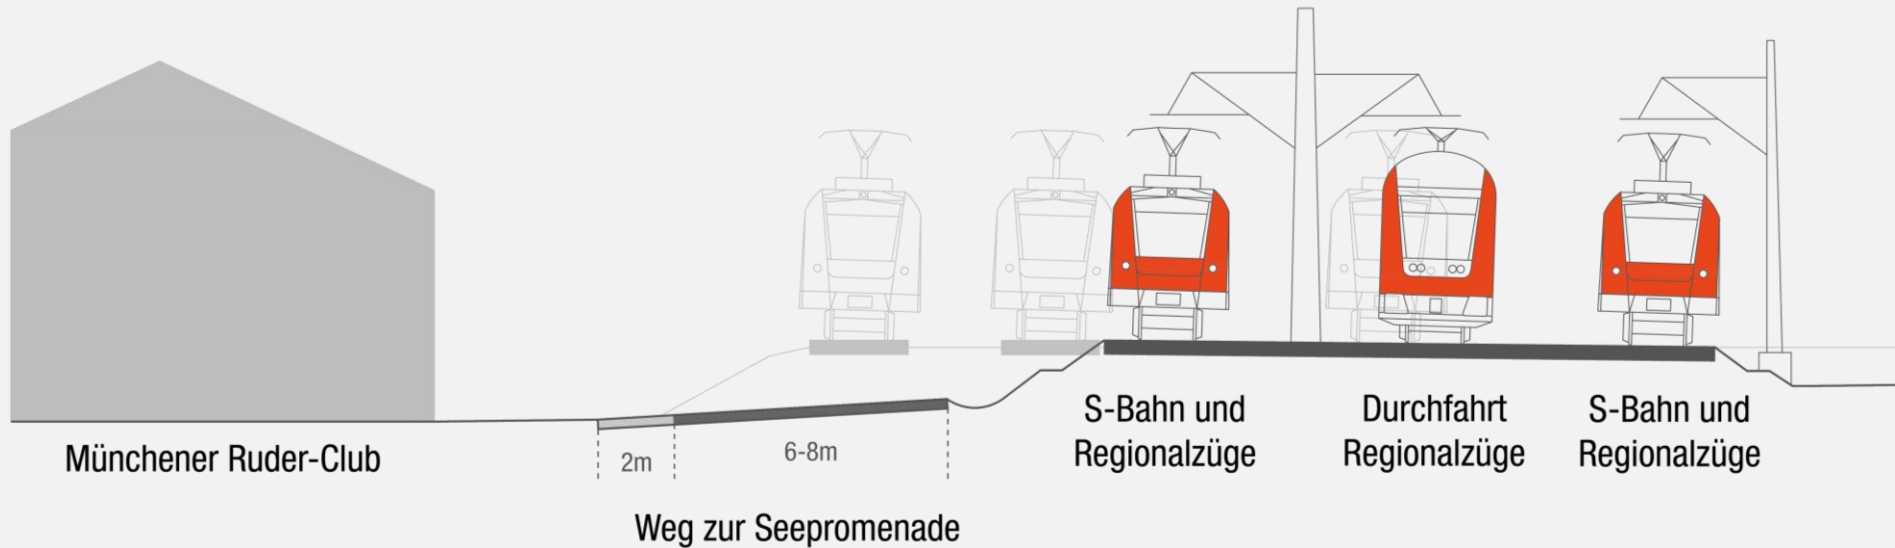 Münchener Ruder-Club
2m
6-8m
Weg zur Seepromenade
S-Bahn und
Regionalzüge
Durchfahrt
Regionalzüge
S-Bahn und
Regionalzüge